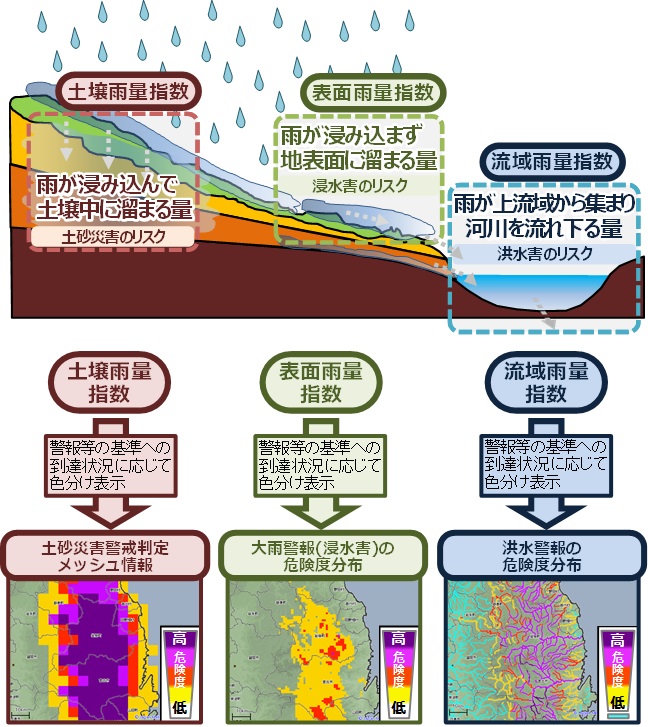 土壌雨量指数
表面雨量指数
流域雨量指数
雨が浸み込んで
土壌中に溜まる量
土砂災害のリスク
雨が浸み込まず
地表面に溜まる量
浸水害のリスク
雨が上流域から集まり
河川を流れ下る量
洪水害のリスク
土壌雨量
指数
表面雨量
指数
流域雨量
指数
警報等の基準への
到達状況に応じて
色分け表示
警報等の基準への
到達状況に応じて
色分け表示
警報等の基準への
到達状況に応じて
色分け表示
土砂災害警戒判定
メッシュ情報
大雨警報(浸水害)の
危険度分布
洪水警報の
危険度分布
高
危険度
低
高
危険度
低
高
危険度
低